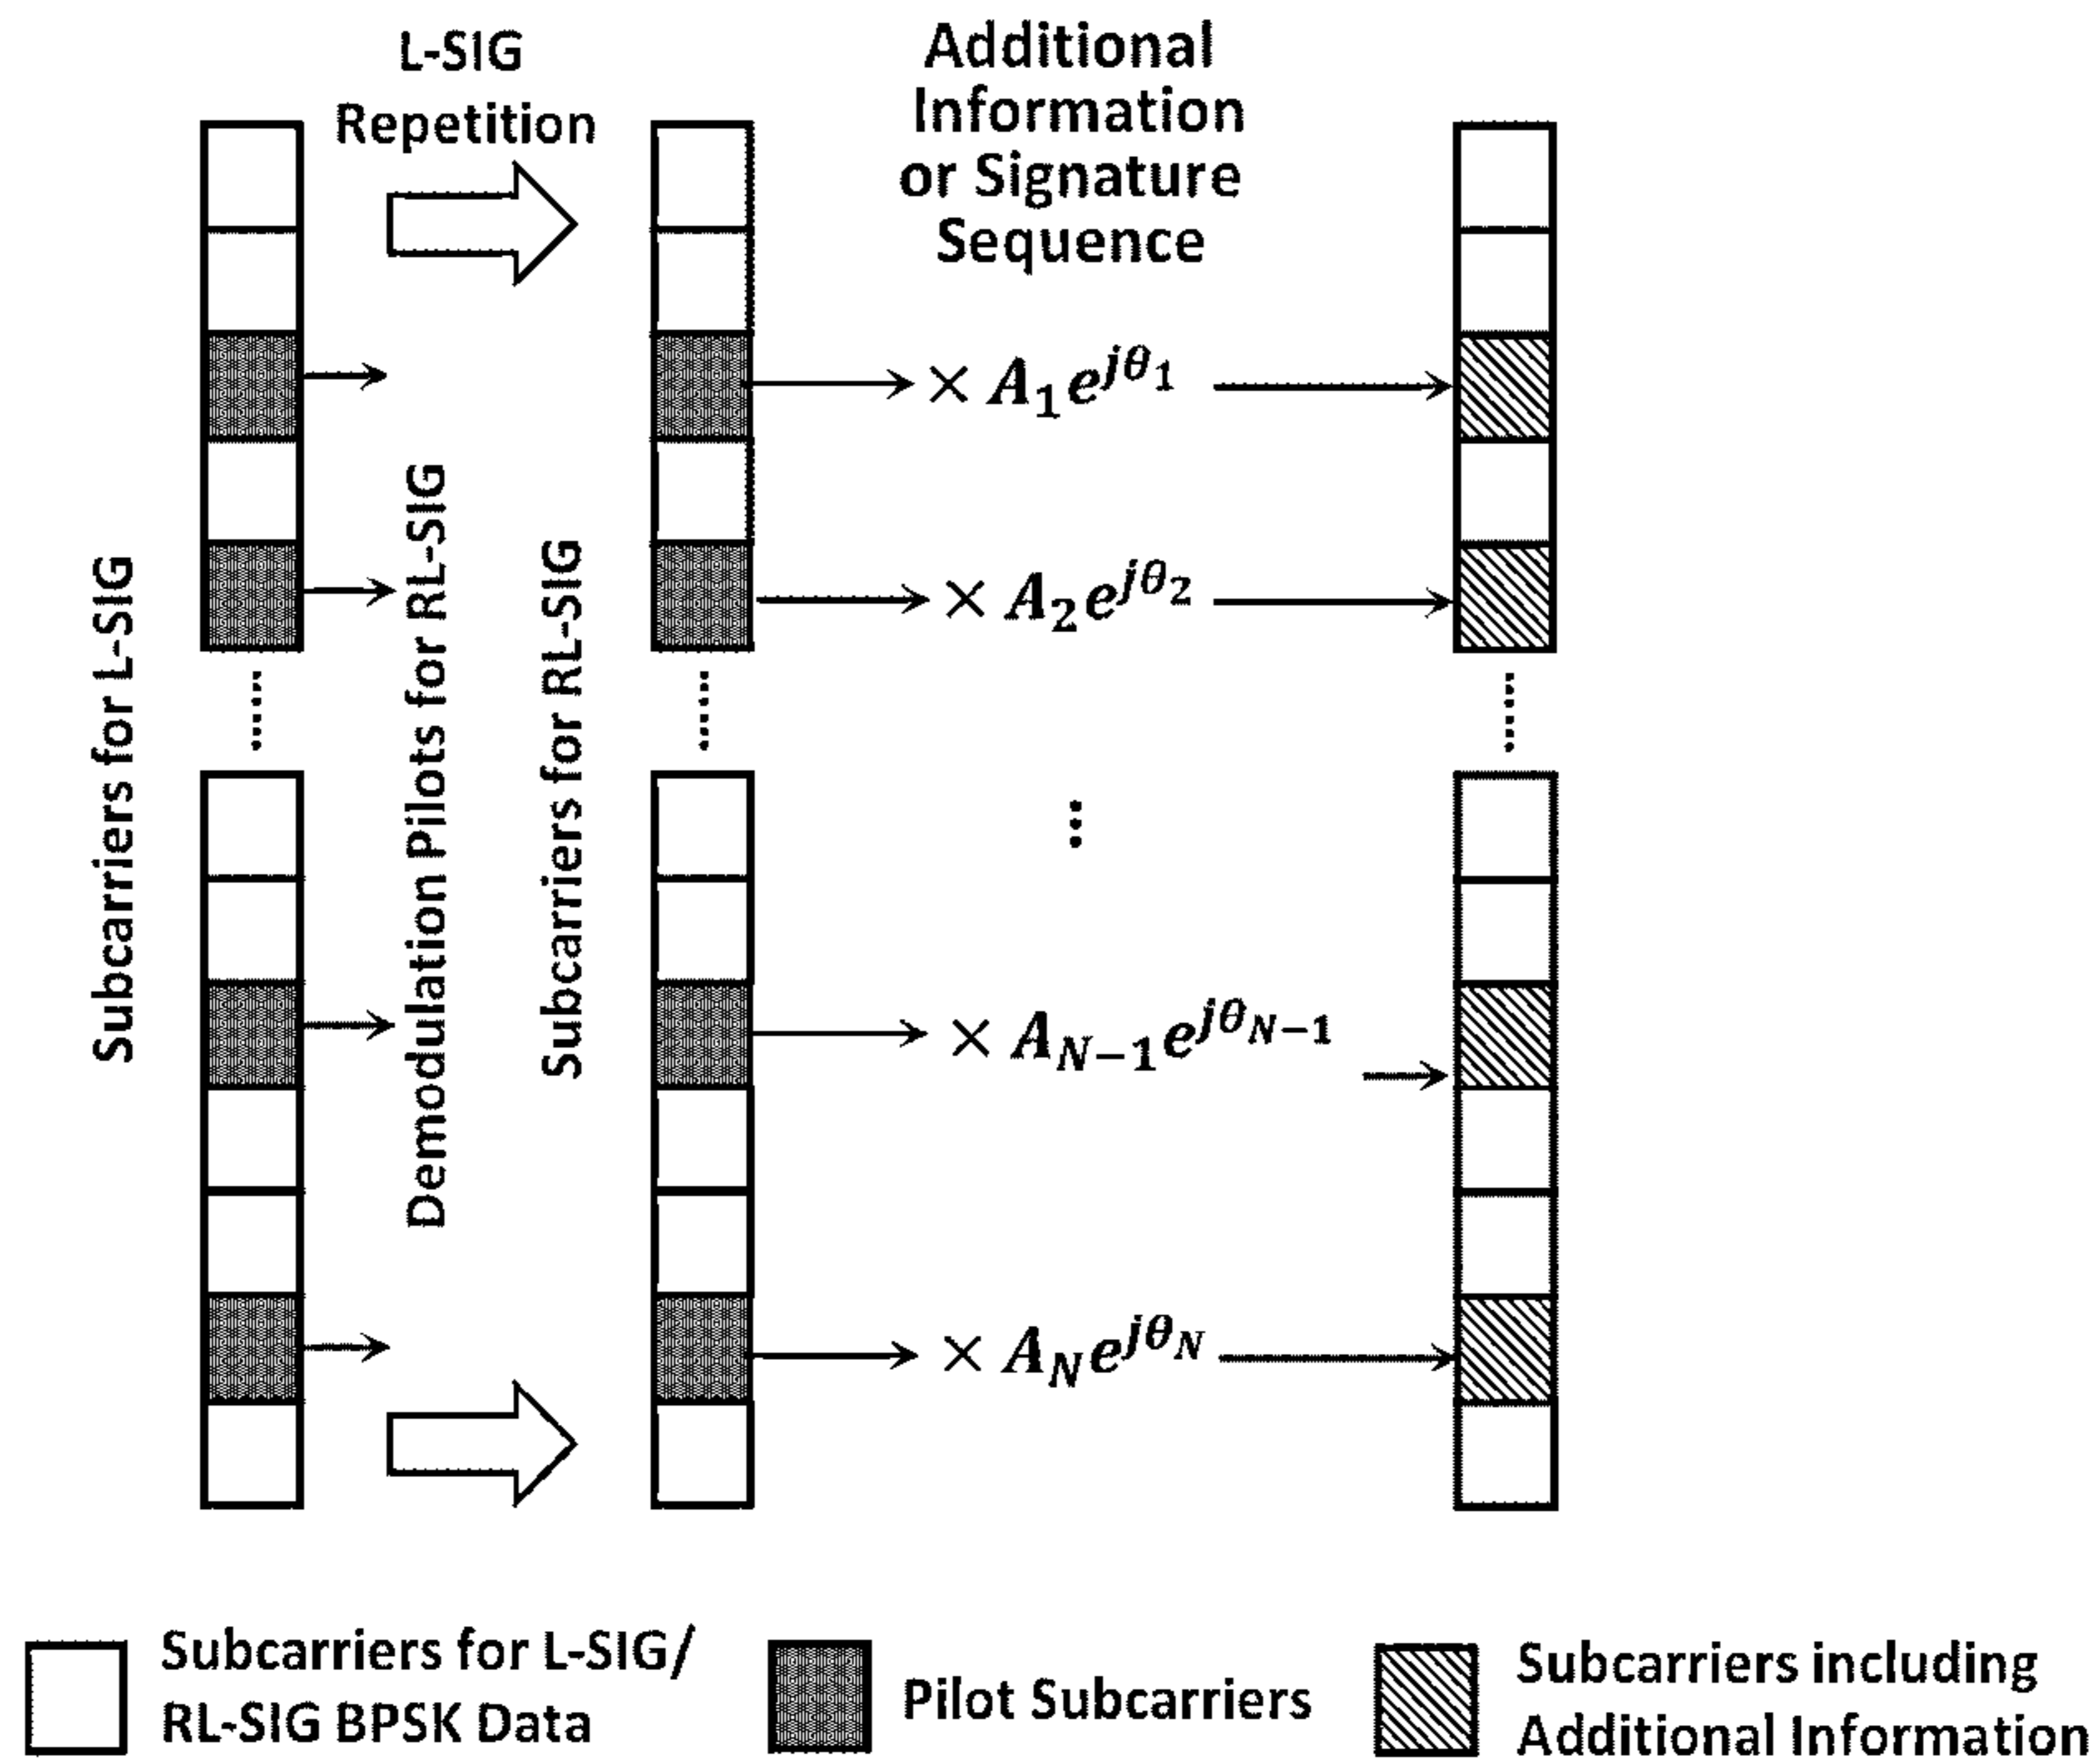 L-SIG
Repetition
Additional
Information
or Signature
Sequence
Subcarriers for L-SIG
Demodulation Pilots for RL-SIG
Subcarriers for RL-SIG
× A₁e^{jθ₁}
× A₂e^{jθ₂}
× A_{N−1}e^{jθ_{N−1}}
× A_N e^{jθ_N}
Subcarriers for L-SIG/
RL-SIG BPSK Data
Pilot Subcarriers
Subcarriers including
Additional Information